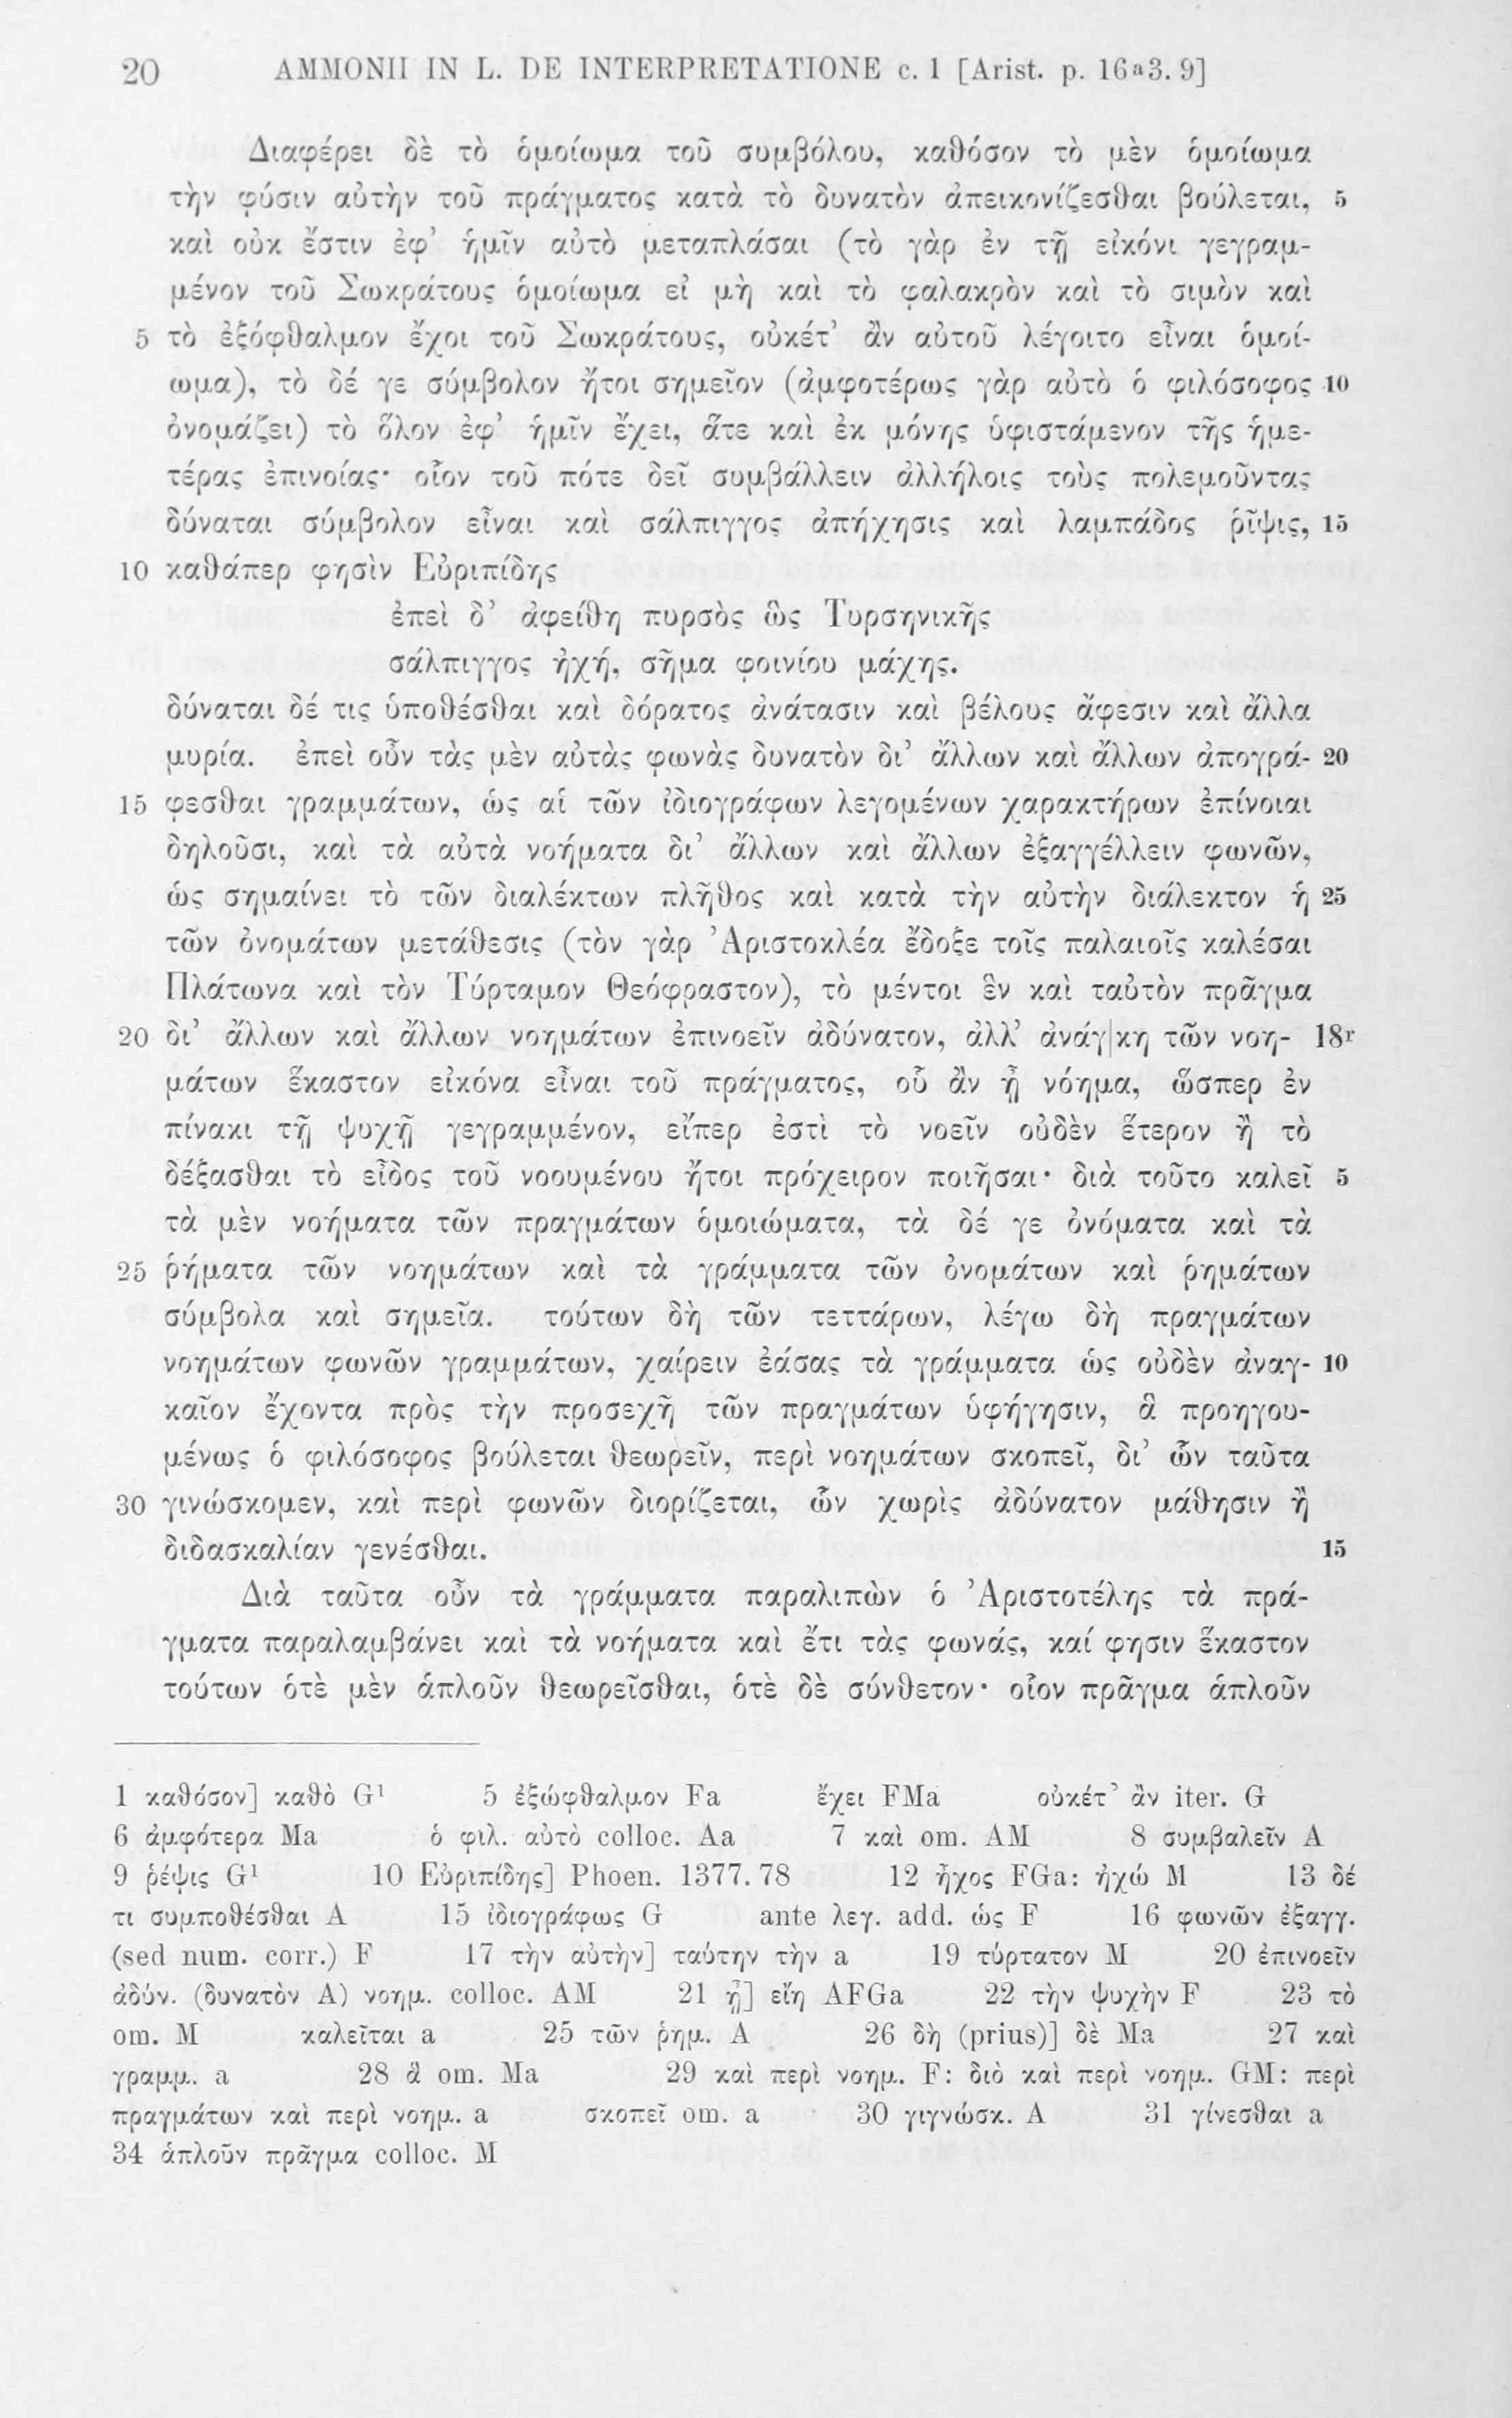 20 AMMONII IN L. DE INTERPRETATIONE c. 1 [Arist. p. 16ª3. 9]
Διαφέρει δὲ τὸ ὁμοίωμα τοῦ συμβόλου, καθόσον τὸ μὲν ὁμοίωμα
τὴν φύσιν αὐτὴν τοῦ πράγματος κατὰ τὸ δυνατὸν ἀπεικονίζεσθαι βούλεται, 5
καὶ οὐκ ἔστιν ἐφ’ ἡμῖν αὐτὸ μεταπλάσαι (τὸ γὰρ ἐν τῇ εἰκόνι γεγραμ-
μένον τοῦ Σωκράτους ὁμοίωμα εἰ μὴ καὶ τὸ φαλακρὸν καὶ τὸ σιμὸν καὶ
5 τὸ ἐξόφθαλμον ἔχοι τοῦ Σωκράτους, οὐκέτ’ ἂν αὐτοῦ λέγοιτο εἶναι ὁμοί-
ωμα), τὸ δέ γε σύμβολον ἤτοι σημεῖον (ἀμφοτέρως γὰρ αὐτὸ ὁ φιλόσοφος 10
ὀνομάζει) τὸ ὅλον ἐφ’ ἡμῖν ἔχει, ἅτε καὶ ἐκ μόνης ὑφιστάμενον τῆς ἡμε-
τέρας ἐπινοίας· οἷον τοῦ πότε δεῖ συμβάλλειν ἀλλήλοις τοὺς πολεμοῦντας
δύναται σύμβολον εἶναι καὶ σάλπιγγος ἀπήχησις καὶ λαμπάδος ῥῖψις, 15
10 καθάπερ φησὶν Εὐριπίδης
ἐπεὶ δ’ ἀφείθη πυρσὸς ὣς Τυρσηνικῆς
σάλπιγγος ἠχή, σῆμα φοινίου μάχης.
δύναται δέ τις ὑποθέσθαι καὶ δόρατος ἀνάτασιν καὶ βέλους ἄφεσιν καὶ ἄλλα
μυρία. ἐπεὶ οὖν τὰς μὲν αὐτὰς φωνὰς δυνατὸν δι’ ἄλλων καὶ ἄλλων ἀπογρά- 20
15 φεσθαι γραμμάτων, ὡς αἱ τῶν ἰδιογράφων λεγομένων χαρακτήρων ἐπίνοιαι
δηλοῦσι, καὶ τὰ αὐτὰ νοήματα δι’ ἄλλων καὶ ἄλλων ἐξαγγέλλειν φωνῶν,
ὡς σημαίνει τὸ τῶν διαλέκτων πλῆθος καὶ κατὰ τὴν αὐτὴν διάλεκτον ἡ 25
τῶν ὀνομάτων μετάθεσις (τὸν γὰρ Ἀριστοκλέα ἔδοξε τοῖς παλαιοῖς καλέσαι
Πλάτωνα καὶ τὸν Τύρταμον Θεόφραστον), τὸ μέντοι ἓν καὶ ταὐτὸν πρᾶγμα
20 δι’ ἄλλων καὶ ἄλλων νοημάτων ἐπινοεῖν ἀδύνατον, ἀλλ’ ἀνάγ|κη τῶν νοη- 18ʳ
μάτων ἕκαστον εἰκόνα εἶναι τοῦ πράγματος, οὗ ἂν ᾖ νόημα, ὥσπερ ἐν
πίνακι τῇ ψυχῇ γεγραμμένον, εἴπερ ἐστὶ τὸ νοεῖν οὐδὲν ἕτερον ἢ τὸ
δέξασθαι τὸ εἶδος τοῦ νοουμένου ἤτοι πρόχειρον ποιῆσαι· διὰ τοῦτο καλεῖ 5
τὰ μὲν νοήματα τῶν πραγμάτων ὁμοιώματα, τὰ δέ γε ὀνόματα καὶ τὰ
25 ῥήματα τῶν νοημάτων καὶ τὰ γράμματα τῶν ὀνομάτων καὶ ῥημάτων
σύμβολα καὶ σημεῖα. τούτων δὴ τῶν τεττάρων, λέγω δὴ πραγμάτων
νοημάτων φωνῶν γραμμάτων, χαίρειν ἐάσας τὰ γράμματα ὡς οὐδὲν ἀναγ- 10
καῖον ἔχοντα πρὸς τὴν προσεχῆ τῶν πραγμάτων ὑφήγησιν, ἃ προηγου-
μένως ὁ φιλόσοφος βούλεται θεωρεῖν, περὶ νοημάτων σκοπεῖ, δι’ ὧν ταῦτα
30 γινώσκομεν, καὶ περὶ φωνῶν διορίζεται, ὧν χωρὶς ἀδύνατον μάθησιν ἢ
διδασκαλίαν γενέσθαι. 15
Διὰ ταῦτα οὖν τὰ γράμματα παραλιπὼν ὁ Ἀριστοτέλης τὰ πρά-
γματα παραλαμβάνει καὶ τὰ νοήματα καὶ ἔτι τὰς φωνάς, καί φησιν ἕκαστον
τούτων ὁτὲ μὲν ἁπλοῦν θεωρεῖσθαι, ὁτὲ δὲ σύνθετον· οἷον πρᾶγμα ἁπλοῦν
1 καθόσον] καθὸ G¹ 5 ἐξώφθαλμον Fa ἔχει FMa οὐκέτ’ ἂν iter. G
6 ἀμφότερα Ma ὁ φιλ. αὐτὸ colloc. Aa 7 καὶ om. AM 8 συμβαλεῖν A
9 ῥέψις G¹ 10 Εὐριπίδης] Phoen. 1377. 78 12 ἦχος FGa: ἠχώ M 13 δέ
τι συμποθέσθαι A 15 ἰδιογράφως G ante λεγ. add. ὡς F 16 φωνῶν ἐξαγγ.
(sed num. corr.) F 17 τὴν αὐτὴν] ταύτην τὴν a 19 τύρτατον M 20 ἐπινοεῖν
ἀδύν. (δυνατὸν A) νοημ. colloc. AM 21 ᾖ] εἴη AFGa 22 τὴν ψυχὴν F 23 τὸ
om. M καλεῖται a 25 τῶν ῥημ. A 26 δὴ (prius)] δὲ Ma 27 καὶ
γραμμ. a 28 ἃ om. Ma 29 καὶ περὶ νοημ. F: διὸ καὶ περὶ νοημ. GM: περὶ
πραγμάτων καὶ περὶ νοημ. a σκοπεῖ om. a 30 γιγνώσκ. A 31 γίνεσθαι a
34 ἁπλοῦν πρᾶγμα colloc. M